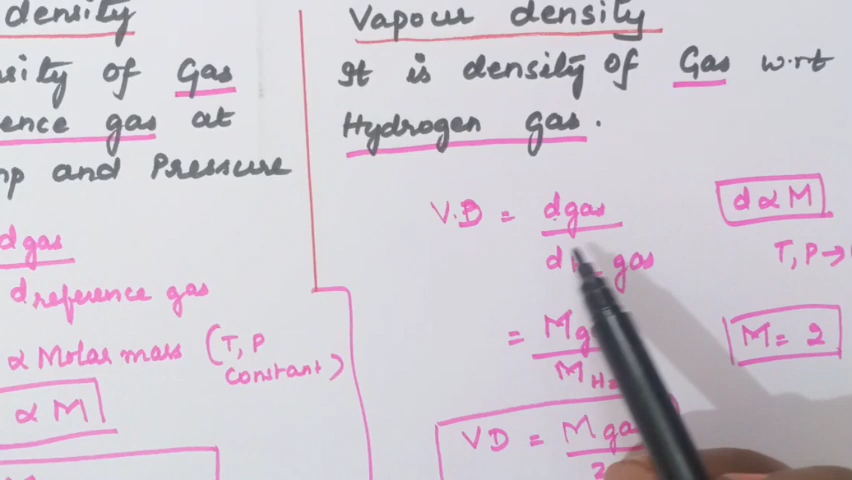 density
sity of Gas
ence gas at
mp and Pressure
dgas
dreference gas
∝ Molar mass (T, P constant)
∝ M
Vapour density
It is density of Gas w.r.t
Hydrogen gas.
V.D = dgas
gas
d ∝ M
T, P →
=
M = 2
VD =